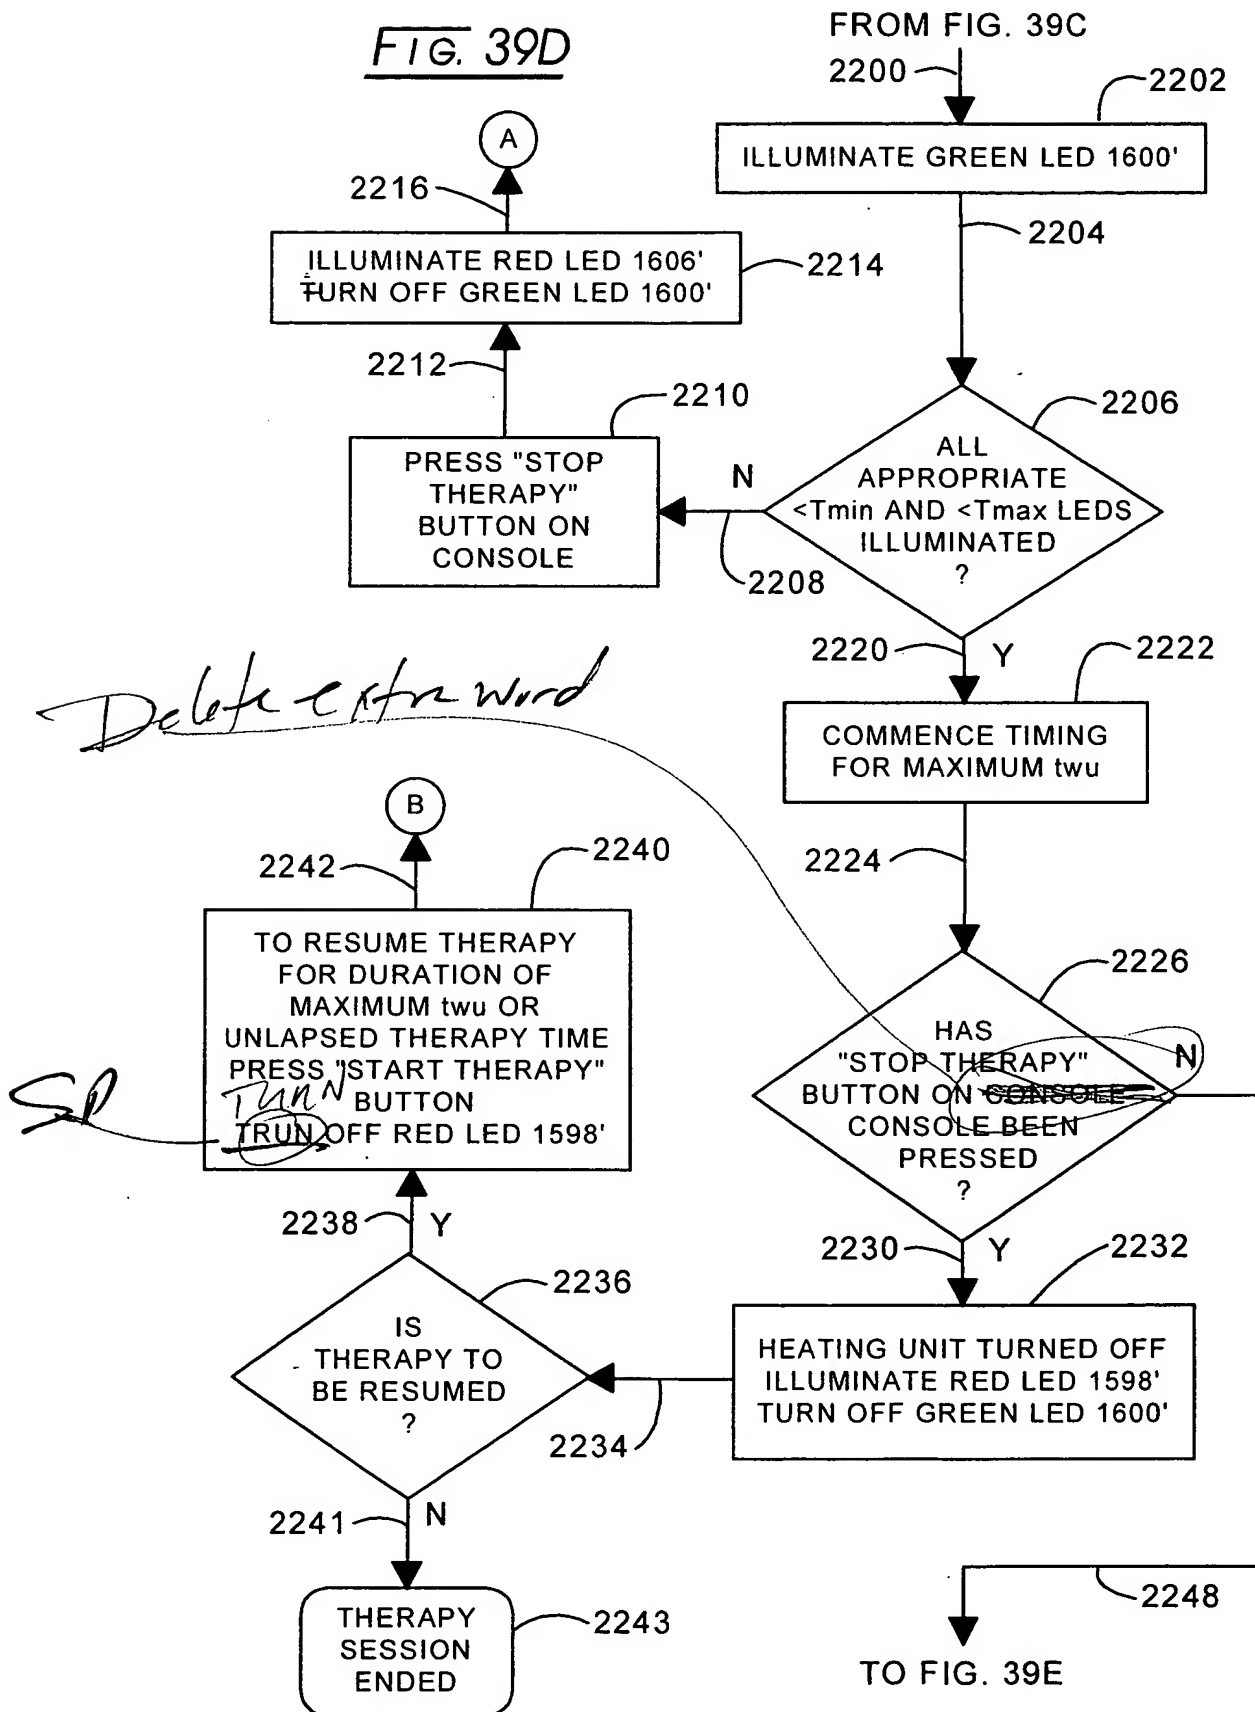 FIG. 39D
FROM FIG. 39C
2200
2202
ILLUMINATE GREEN LED 1600'
2204
A
2216
ILLUMINATE RED LED 1606'
TURN OFF GREEN LED 1600'
2214
2212
2210
PRESS "STOP
THERAPY"
BUTTON ON
CONSOLE
N
2208
2206
ALL
APPROPRIATE
<Tmin AND <Tmax LEDS
ILLUMINATED
?
2220
Y
2222
Delete extra word
COMMENCE TIMING
FOR MAXIMUM twu
2224
B
2242
2240
TO RESUME THERAPY
FOR DURATION OF
MAXIMUM twu OR
UNLAPSED THERAPY TIME
PRESS "START THERAPY"
BUTTON
TRUN OFF RED LED 1598'
SP
TURN
2226
HAS
"STOP THERAPY"
BUTTON ON CONSOLE
CONSOLE BEEN
PRESSED
?
N
2230
Y
2232
HEATING UNIT TURNED OFF
ILLUMINATE RED LED 1598'
TURN OFF GREEN LED 1600'
2234
2238
Y
2236
IS
THERAPY TO
BE RESUMED
?
2241
N
THERAPY
SESSION
ENDED
2243
2248
TO FIG. 39E